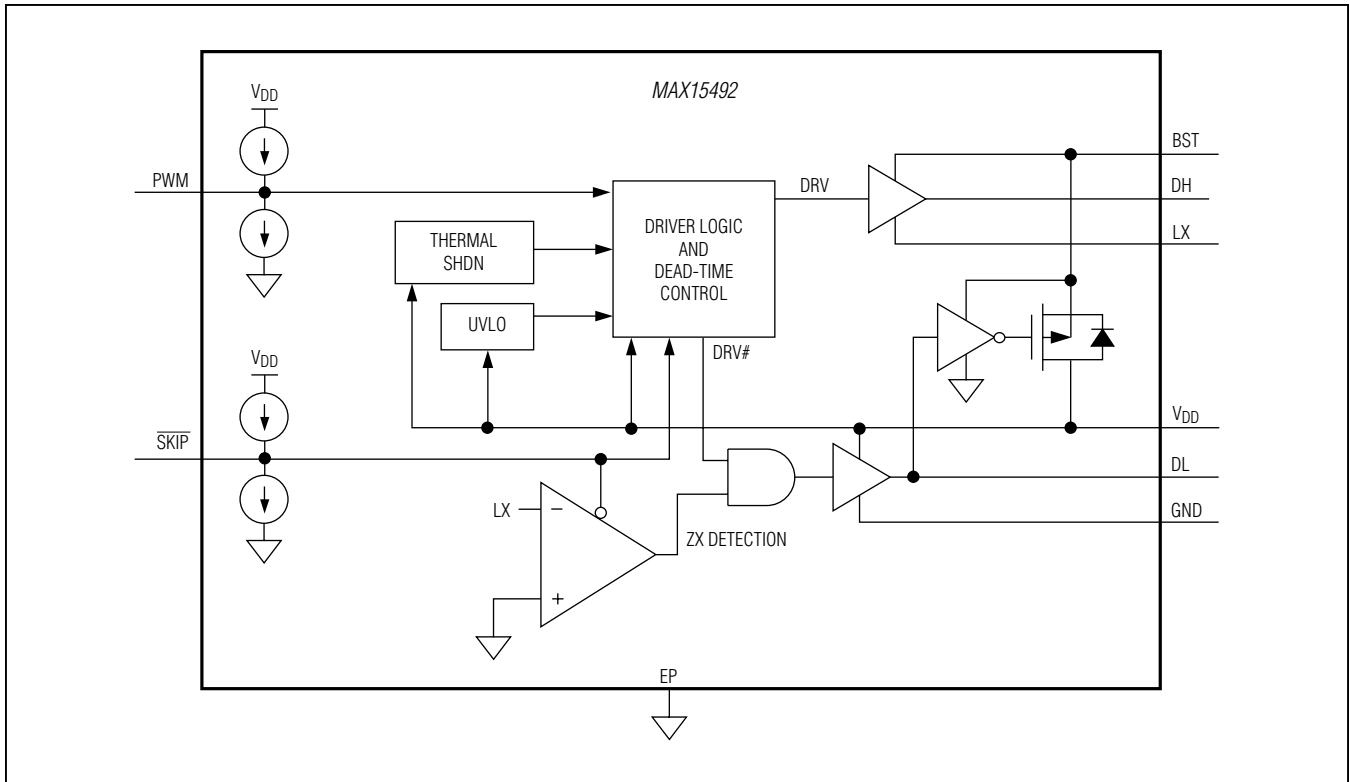 MAX15492
VDD
PWM
THERMAL
SHDN
UVLO
DRIVER LOGIC
AND
DEAD-TIME
CONTROL
DRV
DRV#
BST
DH
LX
VDD
SKIP
LX
−
+
ZX DETECTION
VDD
DL
GND
EP